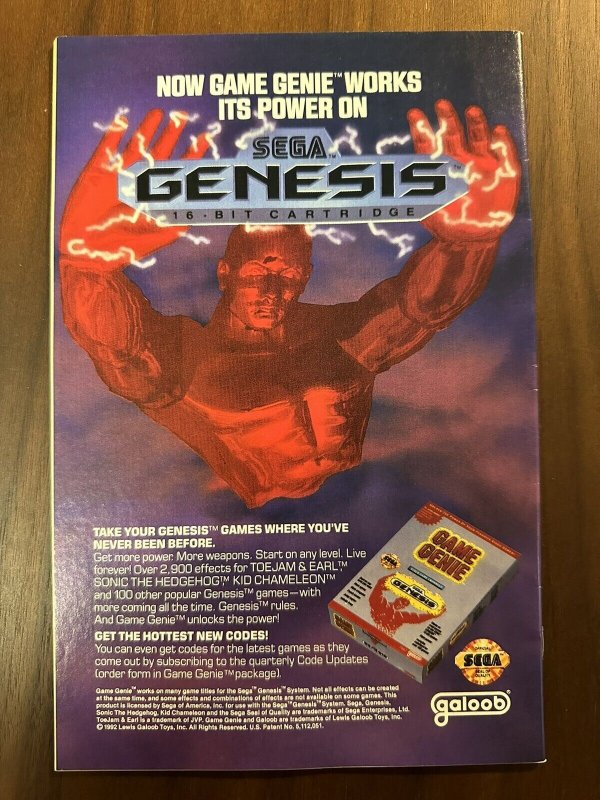 NOW GAME GENIE™ WORKS
ITS POWER ON
SEGA™
GENESIS™
16-BIT CARTRIDGE
TAKE YOUR GENESIS™ GAMES WHERE YOU'VE
NEVER BEEN BEFORE.
Get more power. More weapons. Start on any level. Live
forever! Over 2,900 effects for TOEJAM & EARL,™
SONIC THE HEDGEHOG,™ KID CHAMELEON™
and 100 other popular Genesis™ games—with
more coming all the time. Genesis™ rules.
And Game Genie™ unlocks the power!
GET THE HOTTEST NEW CODES!
You can even get codes for the latest games as they
come out by subscribing to the quarterly Code Updates
(order form in Game Genie™ package).
GAME
GENIE
GENESIS
OFFICIAL
SEGA
SEAL OF
QUALITY
galoob®
Game Genie™ works on many game titles for the Sega™ Genesis™ System. Not all effects can be created
at the same time, and some effects and combinations of effects are not available on some games. This
product is licensed by Sega of America, Inc. for use with the Sega™ Genesis™ System. Sega, Genesis,
Sonic The Hedgehog, Kid Chameleon and the Sega Seal of Quality are trademarks of Sega Enterprises, Ltd.
ToeJam & Earl is a trademark of JVP. Game Genie and Galoob are trademarks of Lewis Galoob Toys, Inc.
© 1992 Lewis Galoob Toys, Inc. All Rights Reserved. U.S. Patent No. 5,112,051.